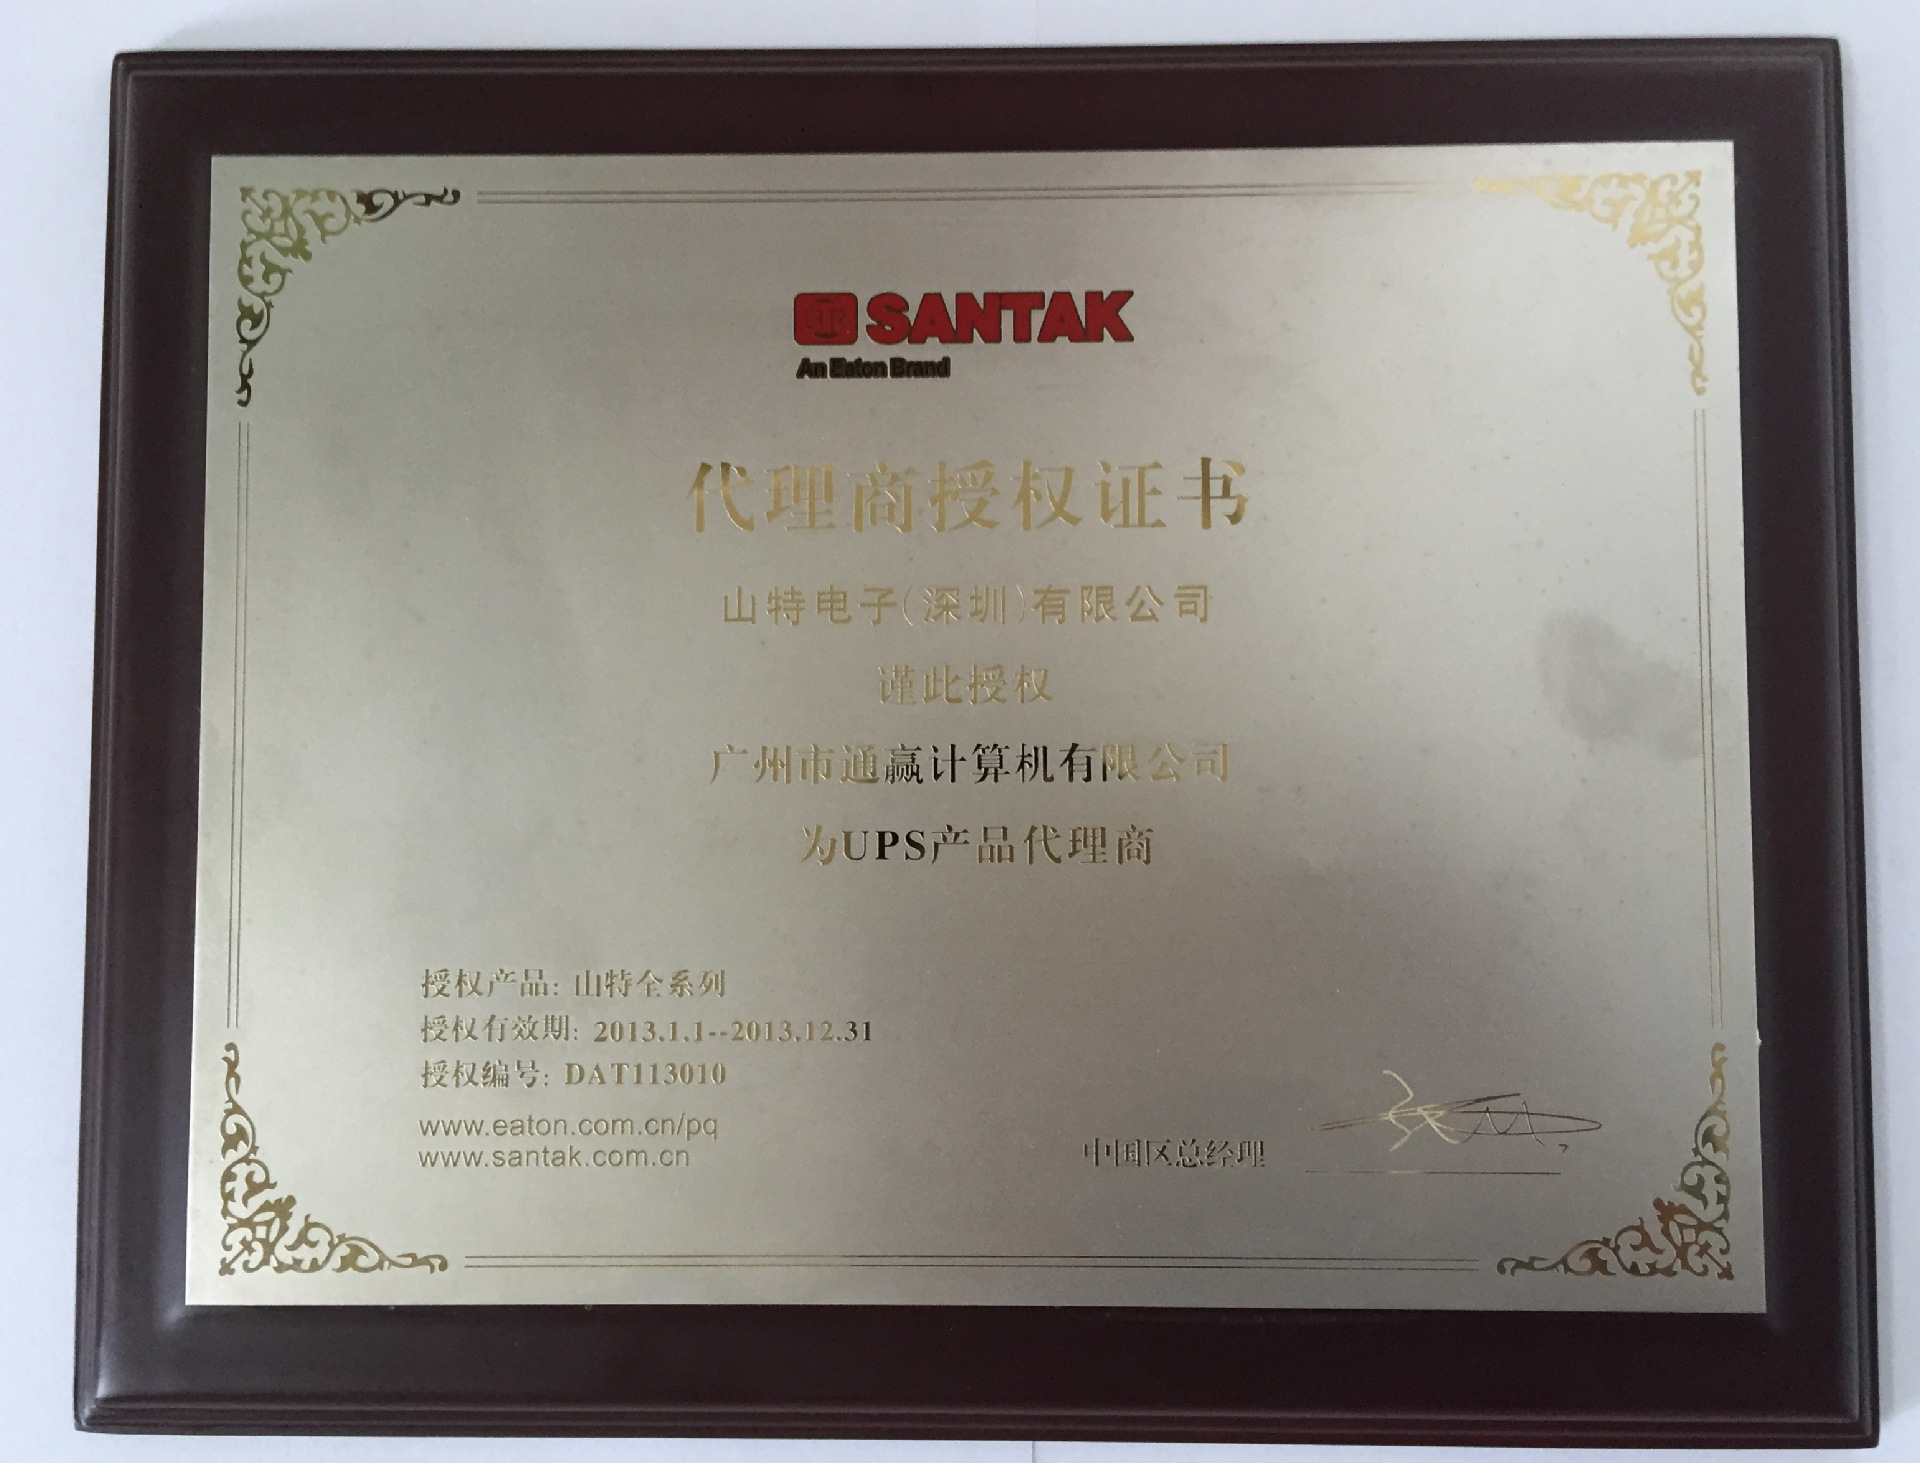 SANTAK
An Eaton Brand
代理商授权证书
山特电子(深圳)有限公司
谨此授权
广州市通赢计算机有限公司
为UPS产品代理商
授权产品: 山特全系列
授权有效期: 2013.1.1--2013.12.31
授权编号: DAT113010
www.eaton.com.cn/pq
www.santak.com.cn
中国区总经理